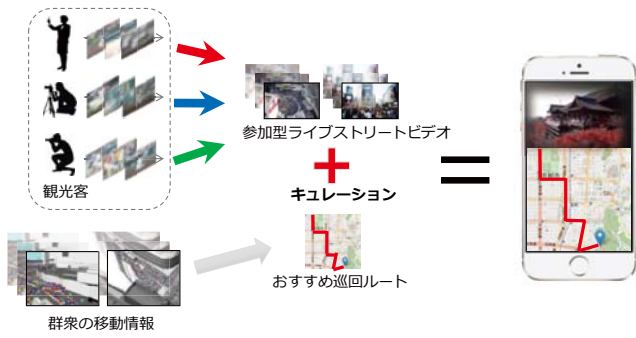 観光客
参加型ライブストリートビデオ
キュレーション
おすすめ巡回ルート
群衆の移動情報